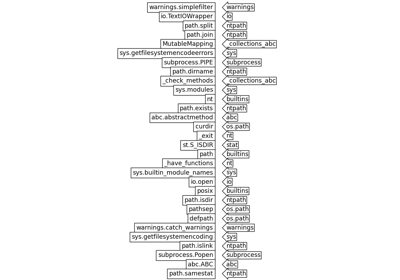 warnings.simplefilter warnings
io.TextIOWrapper io
path.split ntpath
path.join ntpath
MutableMapping _collections_abc
sys.getfilesystemencodeerrors sys
subprocess.PIPE subprocess
path.dirname ntpath
_check_methods _collections_abc
sys.modules sys
nt builtins
path.exists ntpath
abc.abstractmethod abc
curdir os.path
_exit nt
st.S_ISDIR stat
path builtins
_have_functions nt
sys.builtin_module_names sys
io.open io
posix builtins
path.isdir ntpath
pathsep os.path
defpath os.path
warnings.catch_warnings warnings
sys.getfilesystemencoding sys
path.islink ntpath
subprocess.Popen subprocess
abc.ABC abc
path.samestat ntpath